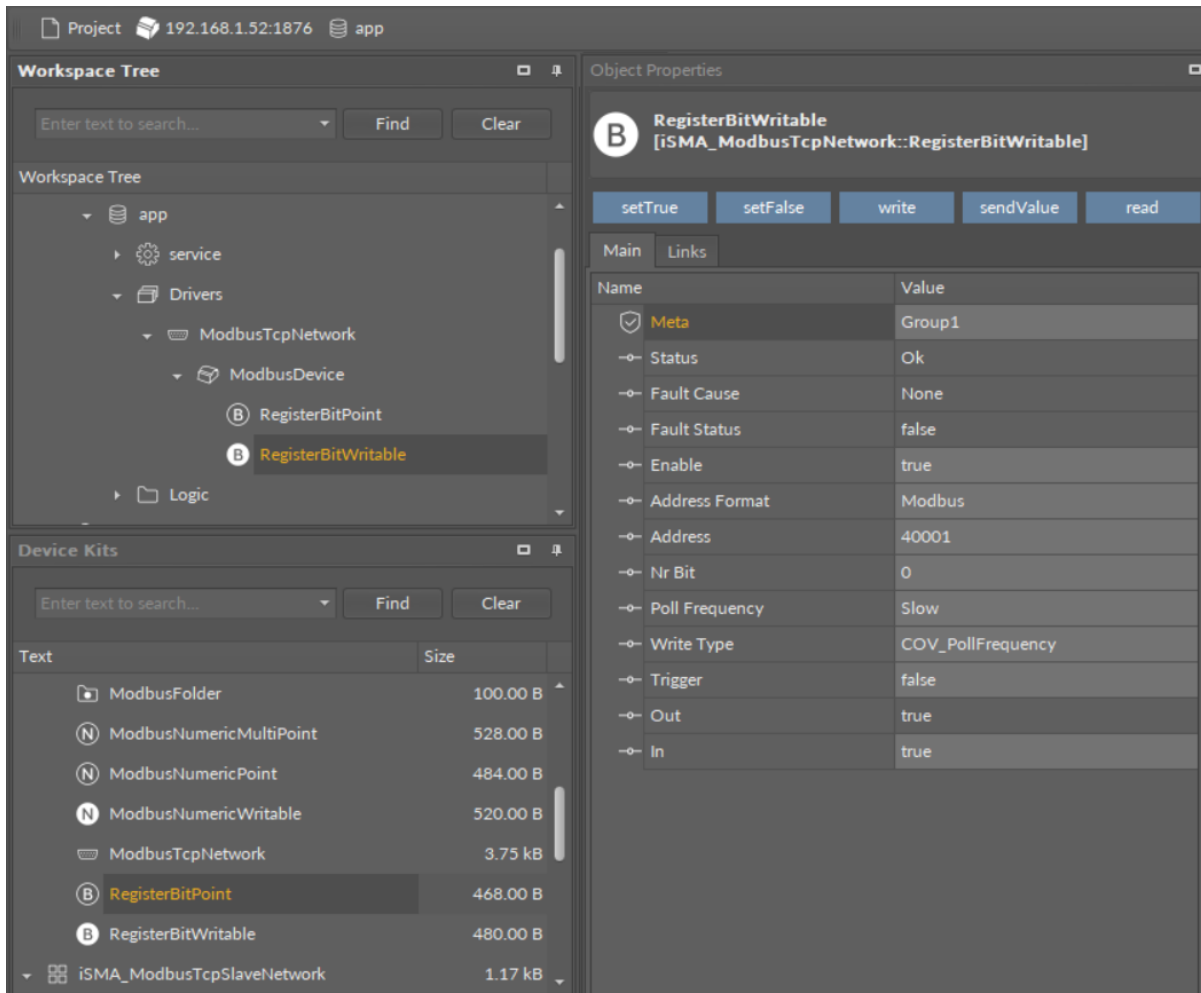 Project 192.168.1.52:1876 app
Workspace Tree
Enter text to search... Find Clear
Workspace Tree
app
service
Drivers
ModbusTcpNetwork
ModbusDevice
B RegisterBitPoint
B RegisterBitWritable
Logic
Device Kits
Enter text to search... Find Clear
Text Size
ModbusFolder 100.00 B
N ModbusNumericMultiPoint 528.00 B
N ModbusNumericPoint 484.00 B
N ModbusNumericWritable 520.00 B
ModbusTcpNetwork 3.75 kB
B RegisterBitPoint 468.00 B
B RegisterBitWritable 480.00 B
iSMA_ModbusTcpSlaveNetwork 1.17 kB
Object Properties
B RegisterBitWritable
[iSMA_ModbusTcpNetwork::RegisterBitWritable]
setTrue setFalse write sendValue read
Main Links
Name Value
Meta Group1
Status Ok
Fault Cause None
Fault Status false
Enable true
Address Format Modbus
Address 40001
Nr Bit 0
Poll Frequency Slow
Write Type COV_PollFrequency
Trigger false
Out true
In true